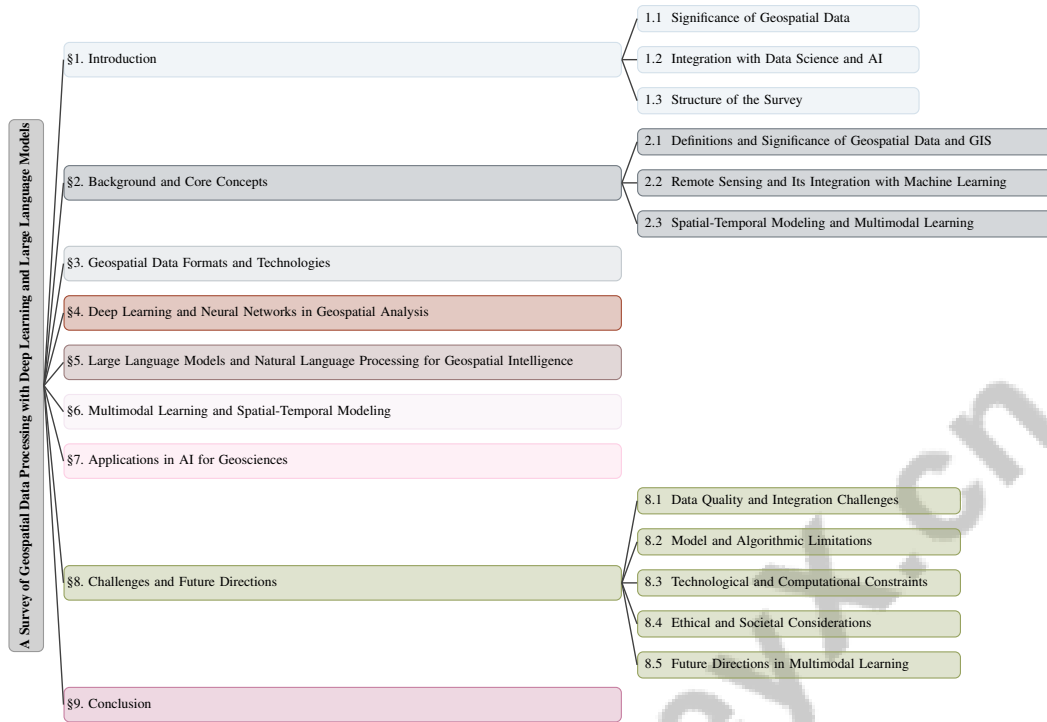 A Survey of Geospatial Data Processing with Deep Learning and Large Language Models
§1. Introduction
1.1 Significance of Geospatial Data
1.2 Integration with Data Science and AI
1.3 Structure of the Survey
§2. Background and Core Concepts
2.1 Definitions and Significance of Geospatial Data and GIS
2.2 Remote Sensing and Its Integration with Machine Learning
2.3 Spatial-Temporal Modeling and Multimodal Learning
§3. Geospatial Data Formats and Technologies
§4. Deep Learning and Neural Networks in Geospatial Analysis
§5. Large Language Models and Natural Language Processing for Geospatial Intelligence
§6. Multimodal Learning and Spatial-Temporal Modeling
§7. Applications in AI for Geosciences
§8. Challenges and Future Directions
8.1 Data Quality and Integration Challenges
8.2 Model and Algorithmic Limitations
8.3 Technological and Computational Constraints
8.4 Ethical and Societal Considerations
8.5 Future Directions in Multimodal Learning
§9. Conclusion